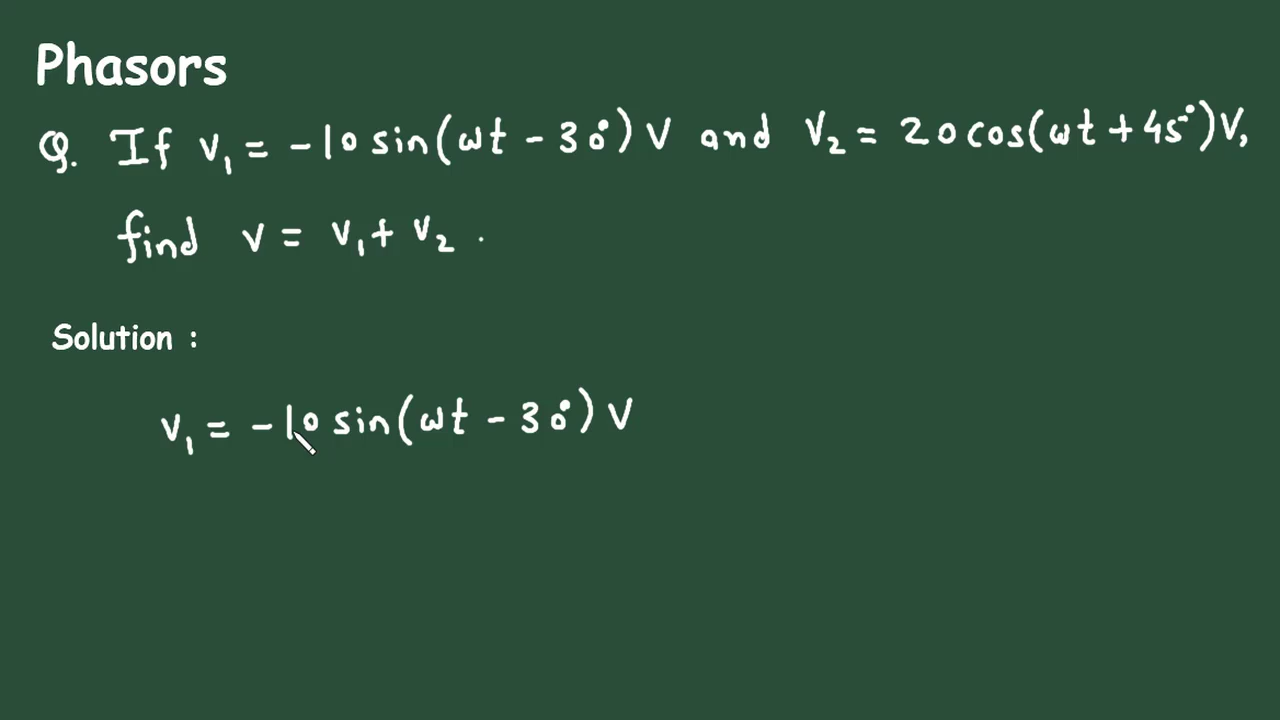 Phasors
Q. If v₁ = -10 sin(ωt - 30°) V and V₂ = 20 cos(ωt + 45°) V,
find v = v₁ + v₂ .
Solution :
v₁ = -10 sin(ωt - 30°) V